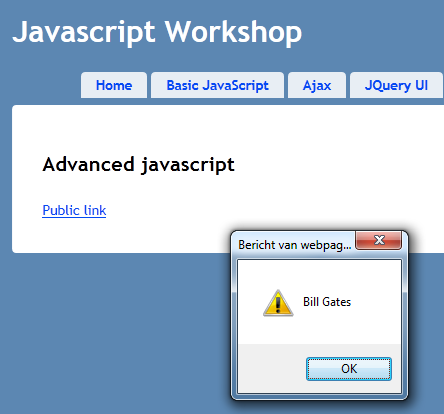 Javascript Workshop
Home Basic JavaScript Ajax JQuery UI
Advanced javascript
Public link
Bericht van webpag...
Bill Gates
OK